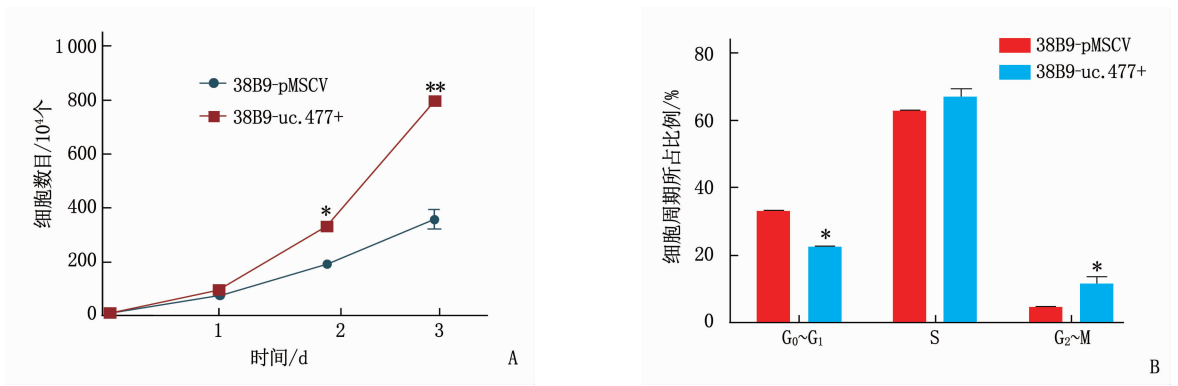 1 000
800
600
400
200
0
细胞数目/10⁴个
38B9-pMSCV
38B9-uc.477+
*
**
1 2 3
时间/d
A
80
60
40
20
0
细胞周期所占比例/%
38B9-pMSCV
38B9-uc.477+
*
*
G₀~G₁ S G₂~M
B